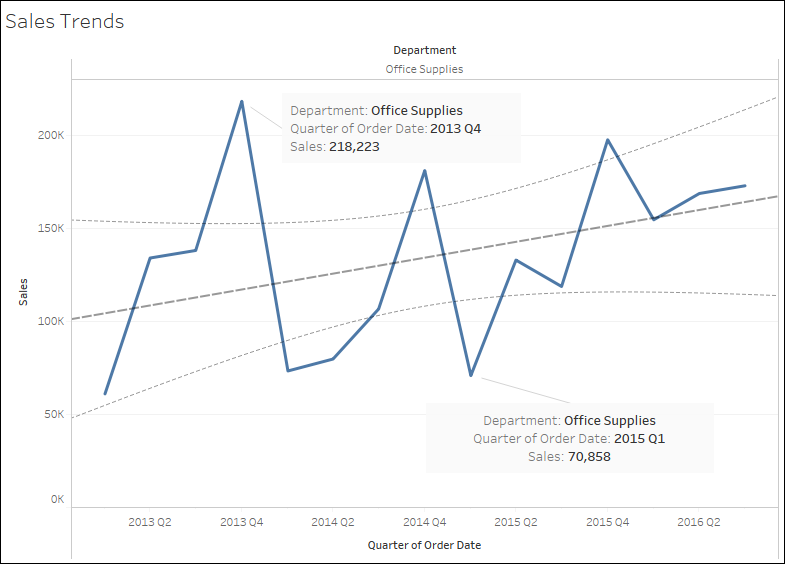 Sales Trends
Department
Office Supplies
Department: Office Supplies
Quarter of Order Date: 2013 Q4
Sales: 218,223
200K
150K
100K
50K
0K
Sales
Department: Office Supplies
Quarter of Order Date: 2015 Q1
Sales: 70,858
2013 Q2 2013 Q4 2014 Q2 2014 Q4 2015 Q2 2015 Q4 2016 Q2
Quarter of Order Date